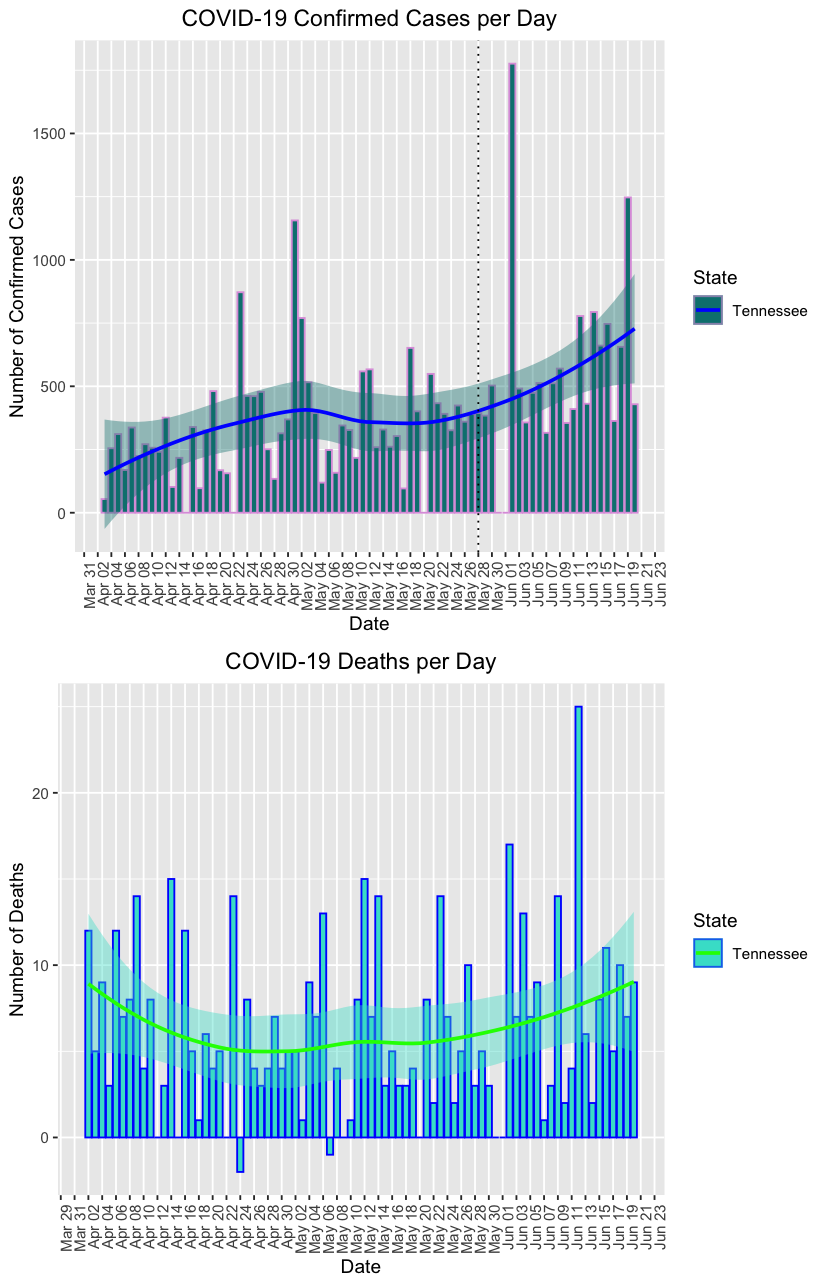 COVID-19 Confirmed Cases per Day
Number of Confirmed Cases
1500
1000
500
0
Mar 31
Apr 02
Apr 04
Apr 06
Apr 08
Apr 10
Apr 12
Apr 14
Apr 16
Apr 18
Apr 20
Apr 22
Apr 24
Apr 26
Apr 28
Apr 30
May 02
May 04
May 06
May 08
May 10
May 12
May 14
May 16
May 18
May 20
May 22
May 24
May 26
May 28
May 30
Jun 01
Jun 03
Jun 05
Jun 07
Jun 09
Jun 11
Jun 13
Jun 15
Jun 17
Jun 19
Jun 21
Jun 23
Date
State
Tennessee
COVID-19 Deaths per Day
Number of Deaths
20
10
0
Mar 29
Mar 31
Apr 02
Apr 04
Apr 06
Apr 08
Apr 10
Apr 12
Apr 14
Apr 16
Apr 18
Apr 20
Apr 22
Apr 24
Apr 26
Apr 28
Apr 30
May 02
May 04
May 06
May 08
May 10
May 12
May 14
May 16
May 18
May 20
May 22
May 24
May 26
May 28
May 30
Jun 01
Jun 03
Jun 05
Jun 07
Jun 09
Jun 11
Jun 13
Jun 15
Jun 17
Jun 19
Jun 21
Jun 23
Date
State
Tennessee